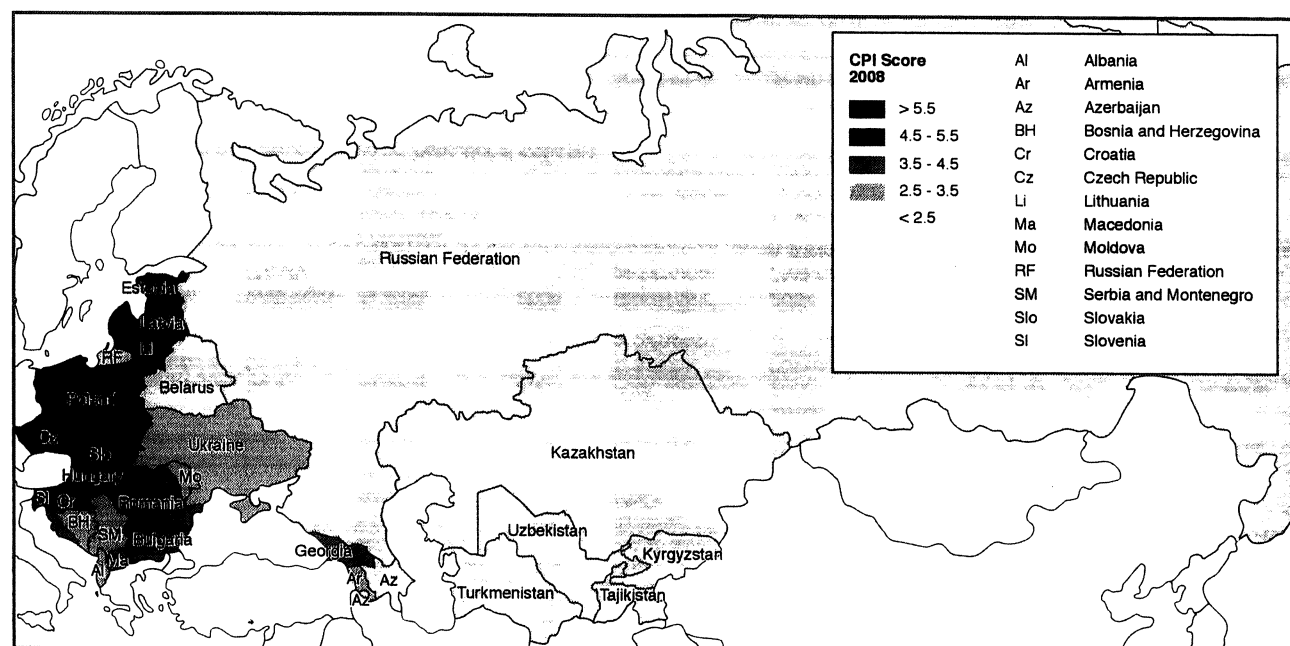 CPI Score
2008
> 5.5
4.5 - 5.5
3.5 - 4.5
2.5 - 3.5
< 2.5
Al Albania
Ar Armenia
Az Azerbaijan
BH Bosnia and Herzegovina
Cr Croatia
Cz Czech Republic
Li Lithuania
Ma Macedonia
Mo Moldova
RF Russian Federation
SM Serbia and Montenegro
Slo Slovakia
Sl Slovenia
Russian Federation
Estonia
Latvia
Li
RF
Belarus
Poland
Cz
Ukraine
Slo
Kazakhstan
Hungary
Mo
Sl
Cr
Romania
BH
SM
Bulgaria
Uzbekistan
Georgia
Kyrgyzstan
Ma
Al
Ar
Az
Az
Turkmenistan
Tajikistan